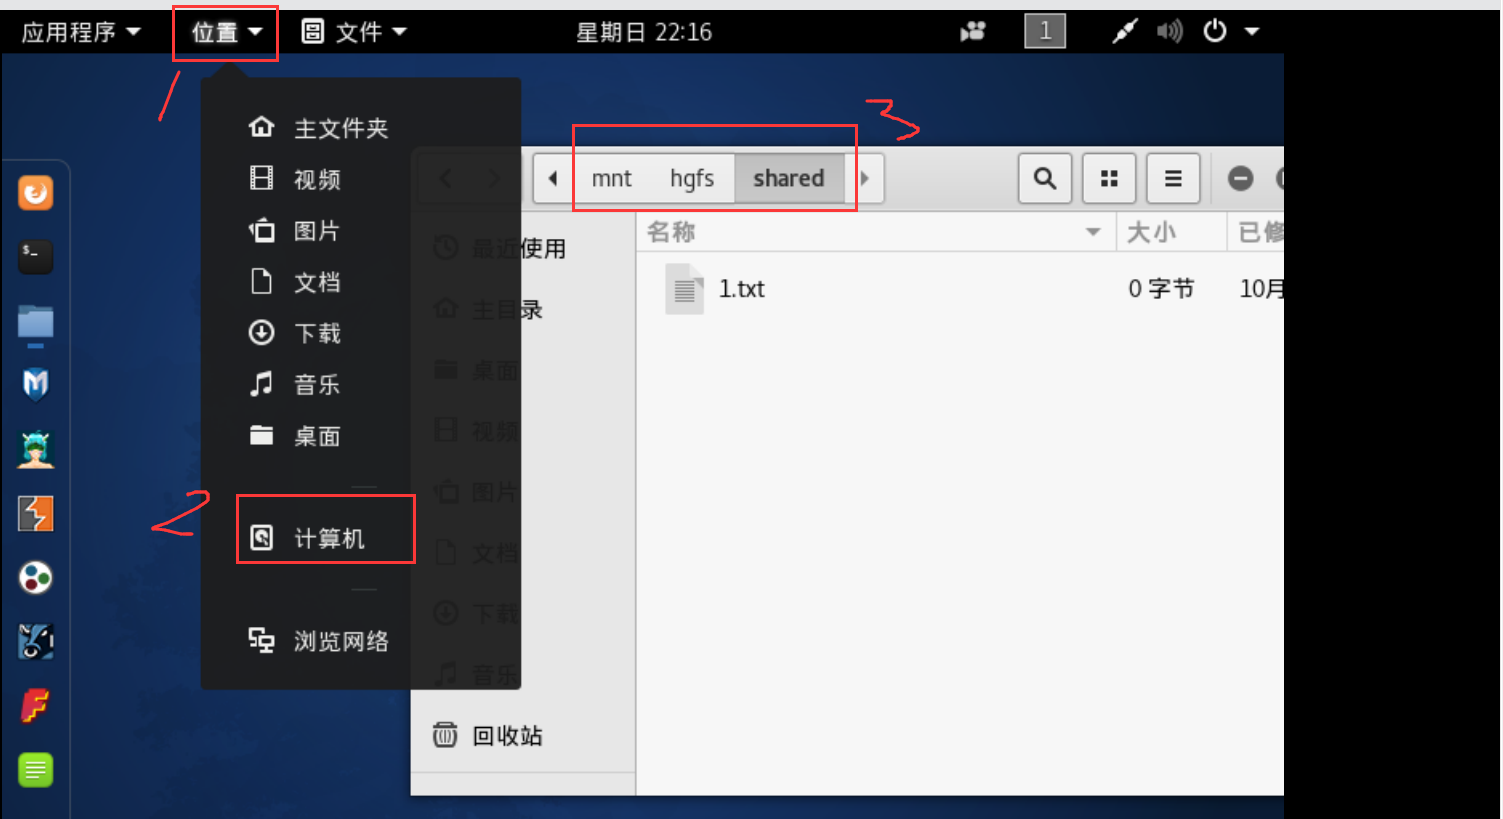 应用程序 位置 文件 星期日 22:16 1
1
主文件夹
视频
图片
文档
下载
音乐
桌面
2
计算机
浏览网络
3
mnt hgfs shared
最近使用
主目录
桌面
视频
图片
文档
下载
音乐
回收站
名称 大小 已修
1.txt 0 字节 10月
$_